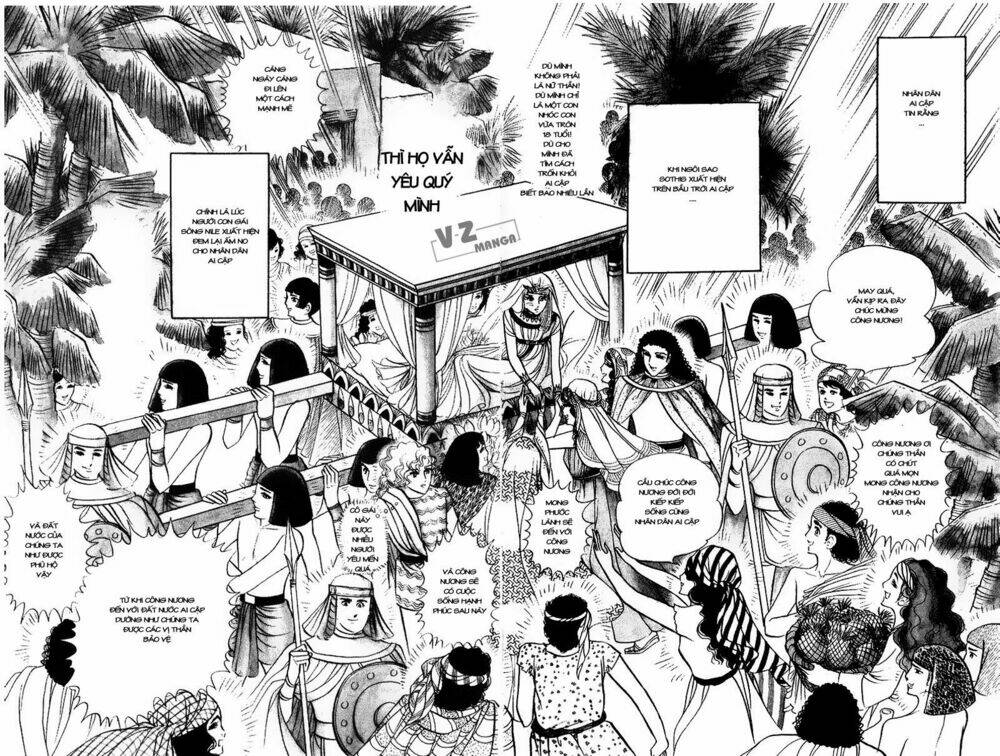 NHÂN DÂN
AI CẬP
TIN RẰNG
...
KHI NGÔI SAO
SOTHIS XUẤT HIỆN
TRÊN BẦU TRỜI AI CẬP
...
DÙ MÌNH
KHÔNG PHẢI
LÀ NỮ THẦN!
DÙ MÌNH CHỈ
LÀ MỘT CON
NHÓC CON
VỪA TRÒN
18 TUỔI!
DÙ CHO
MÌNH ĐÃ
TÌM CÁCH
TRỐN KHỎI
AI CẬP
BIẾT BAO NHIÊU LẦN
THÌ HỌ VẪN
YÊU QUÝ
MÌNH
V-Z
MANGA
CÀNG
NGÀY CÀNG
ĐI LÊN
MỘT CÁCH
MẠNH MẼ
CHÍNH LÀ LÚC
NGƯỜI CON GÁI
SÔNG NILE XUẤT HIỆN
ĐEM LẠI ẤM NO
CHO NHÂN DÂN
AI CẬP
MAY QUÁ,
VẪN KỊP RA ĐÂY
CHÚC MỪNG
CÔNG NƯƠNG!
CÔNG NƯƠNG ƠI
CHÚNG THẦN
CÓ CHÚT
QUÀ MỌN
MONG CÔNG NƯƠNG
NHẬN CHO
CHÚNG THẦN
VUI Ạ
CẦU CHÚC CÔNG
NƯƠNG ĐỜI ĐỜI
KIẾP KIẾP
SỐNG CÙNG
NHÂN DÂN AI CẬP
MONG
PHƯỚC
LÀNH SẼ
ĐẾN VỚI
CÔNG
NƯƠNG
VÀ CÔNG
NƯƠNG SẼ
CÓ CUỘC
SỐNG HẠNH
PHÚC SAU NÀY
CÔ GÁI
NÀY
ĐƯỢC
NHIỀU
NGƯỜI
YÊU MẾN
QUÁ
TỪ KHI CÔNG NƯƠNG
ĐẾN VỚI ĐẤT NƯỚC AI CẬP
DƯỜNG NHƯ CHÚNG TA
ĐƯỢC CÁC VỊ THẦN
BẢO VỆ
VÀ ĐẤT
NƯỚC CỦA
CHÚNG TA
NHƯ ĐƯỢC
PHÙ HỘ
VẬY